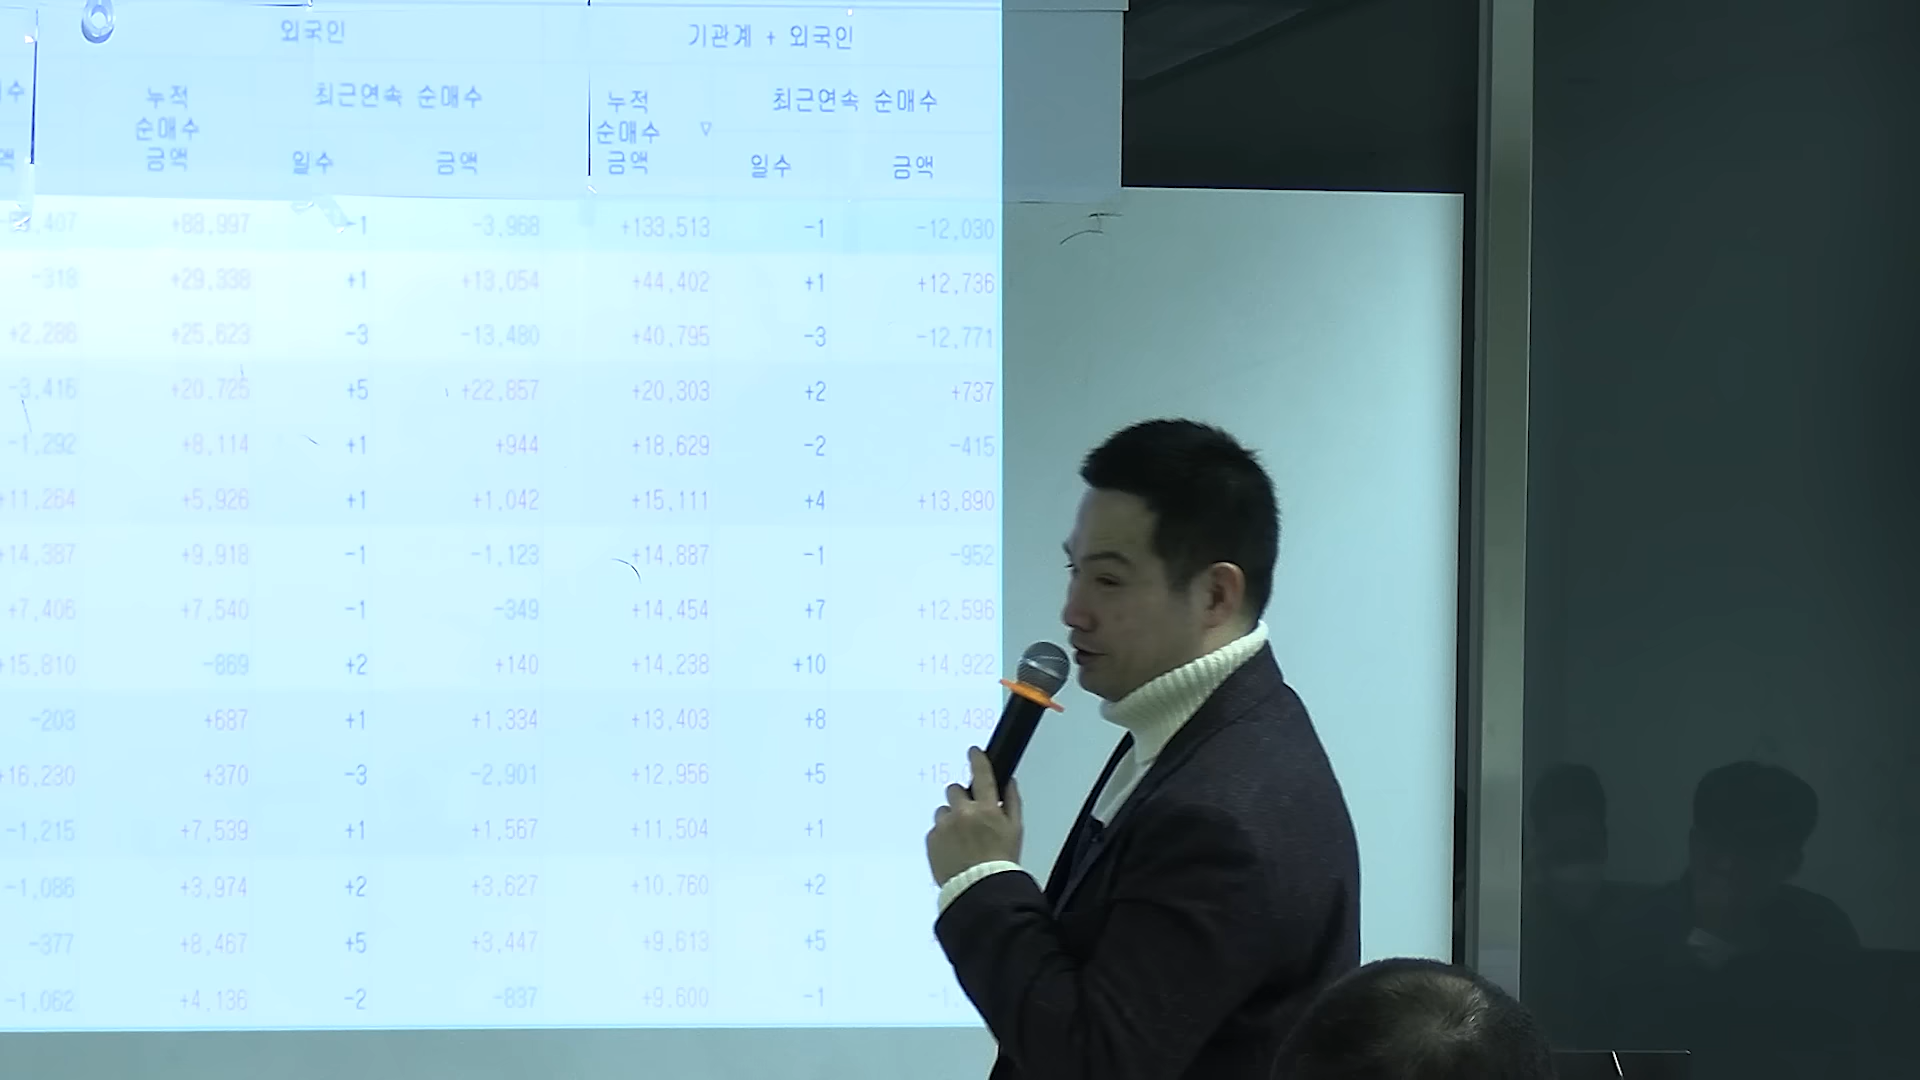 외국인 기관계 + 외국인
수 누적 최근연속 순매수 누적 최근연속 순매수
순매수 순매수 ▽
액 금액 일수 금액 금액 일수 금액
407 +88,997 -1 -3,968 +133,513 -1 -12,030
-318 +29,338 +1 +13,054 +44,402 +1 +12,736
+2,286 +25,623 -3 -13,480 +40,795 -3 -12,771
-3,416 +20,725 +5 +22,857 +20,303 +2 +737
-1,292 +8,114 +1 +944 +18,629 -2 -415
+11,264 +5,926 +1 +1,042 +15,111 +4 +13,890
+14,387 +9,918 -1 -1,123 +14,887 -1 -952
+7,406 +7,540 -1 -349 +14,454 +7 +12,596
+15,810 -869 +2 +140 +14,238 +10 +14,922
-203 +687 +1 +1,334 +13,403 +8 +13,438
+16,230 +370 -3 -2,901 +12,956 +5 +15,
-1,215 +7,539 +1 +1,567 +11,504 +1
-1,086 +3,974 +2 +3,627 +10,760 +2
-377 +8,467 +5 +3,447 +9,613 +5
-1,062 +4,136 -2 -837 +9,600 -1 -1,